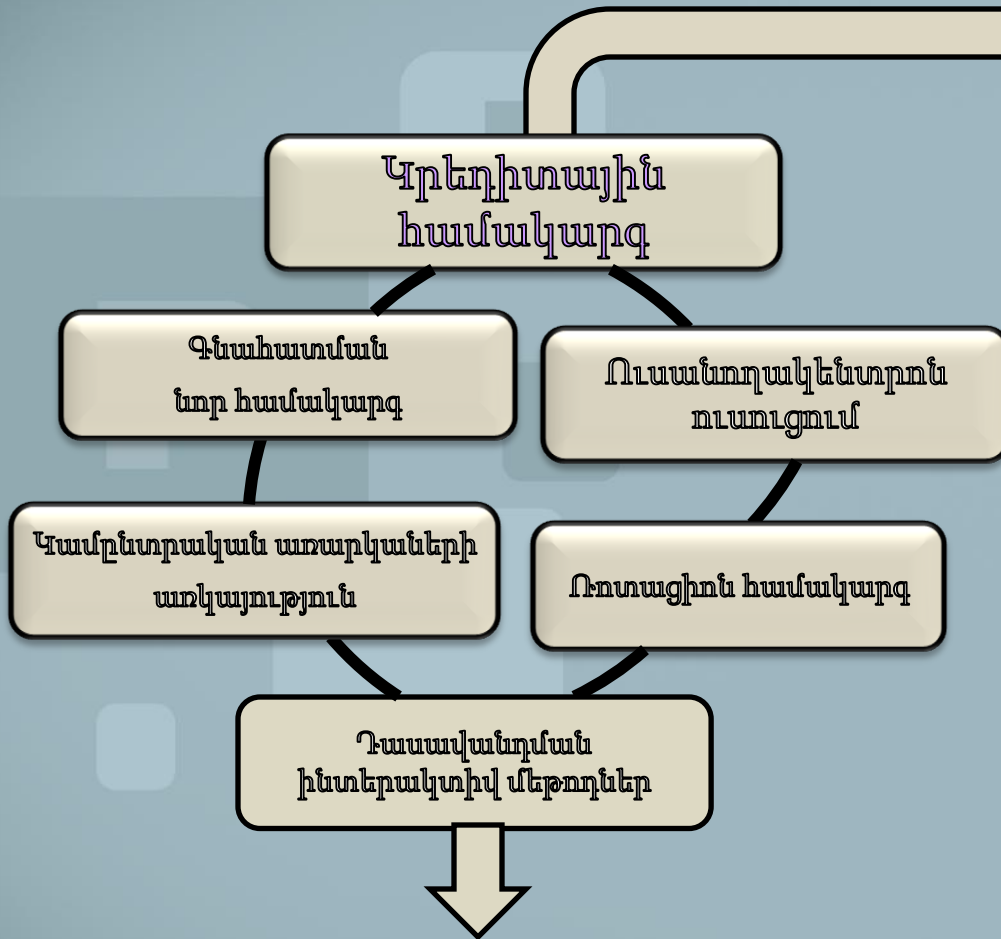 Կրեդիտային
համակարգ
Գնահատման
նոր համակարգ
Ուսանողակենտրոն
ուսուցում
Կամընտրական առարկաների
առկայություն
Ռոտացիոն համակարգ
Դասավանդման
ինտերակտիվ մեթոդներ